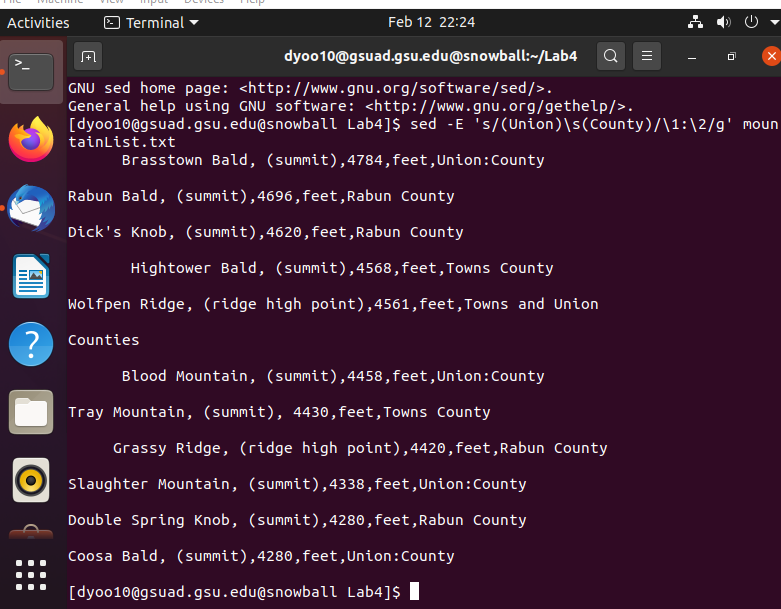 File Machine View Input Devices Help
Activities Terminal Feb 12 22:24
dyoo10@gsuad.gsu.edu@snowball:~/Lab4
GNU sed home page: <http://www.gnu.org/software/sed/>.
General help using GNU software: <http://www.gnu.org/gethelp/>.
[dyoo10@gsuad.gsu.edu@snowball Lab4]$ sed -E 's/(Union)\s(County)/\1:\2/g' moun
tainList.txt
Brasstown Bald, (summit),4784,feet,Union:County
Rabun Bald, (summit),4696,feet,Rabun County
Dick's Knob, (summit),4620,feet,Rabun County
Hightower Bald, (summit),4568,feet,Towns County
Wolfpen Ridge, (ridge high point),4561,feet,Towns and Union
Counties
Blood Mountain, (summit),4458,feet,Union:County
Tray Mountain, (summit), 4430,feet,Towns County
Grassy Ridge, (ridge high point),4420,feet,Rabun County
Slaughter Mountain, (summit),4338,feet,Union:County
Double Spring Knob, (summit),4280,feet,Rabun County
Coosa Bald, (summit),4280,feet,Union:County
[dyoo10@gsuad.gsu.edu@snowball Lab4]$